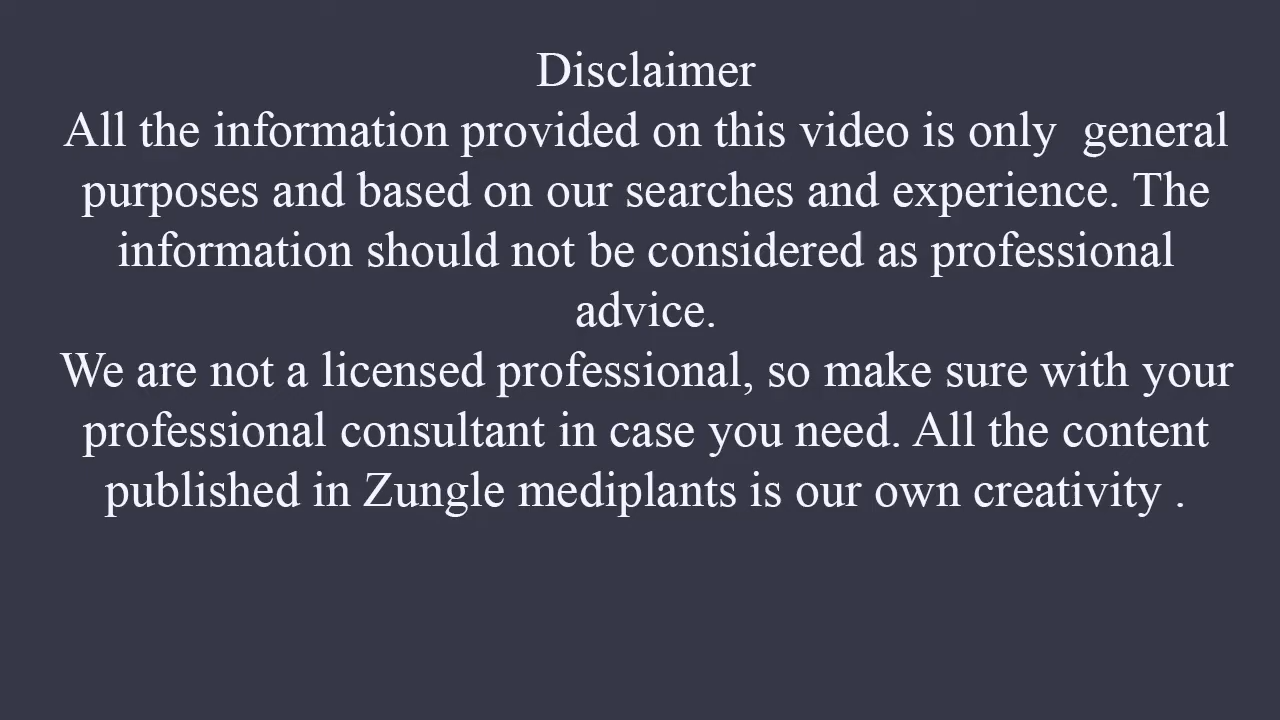 Disclaimer
All the information provided on this video is only  general
purposes and based on our searches and experience. The
information should not be considered as professional
advice.
We are not a licensed professional, so make sure with your
professional consultant in case you need. All the content
published in Zungle mediplants is our own creativity .